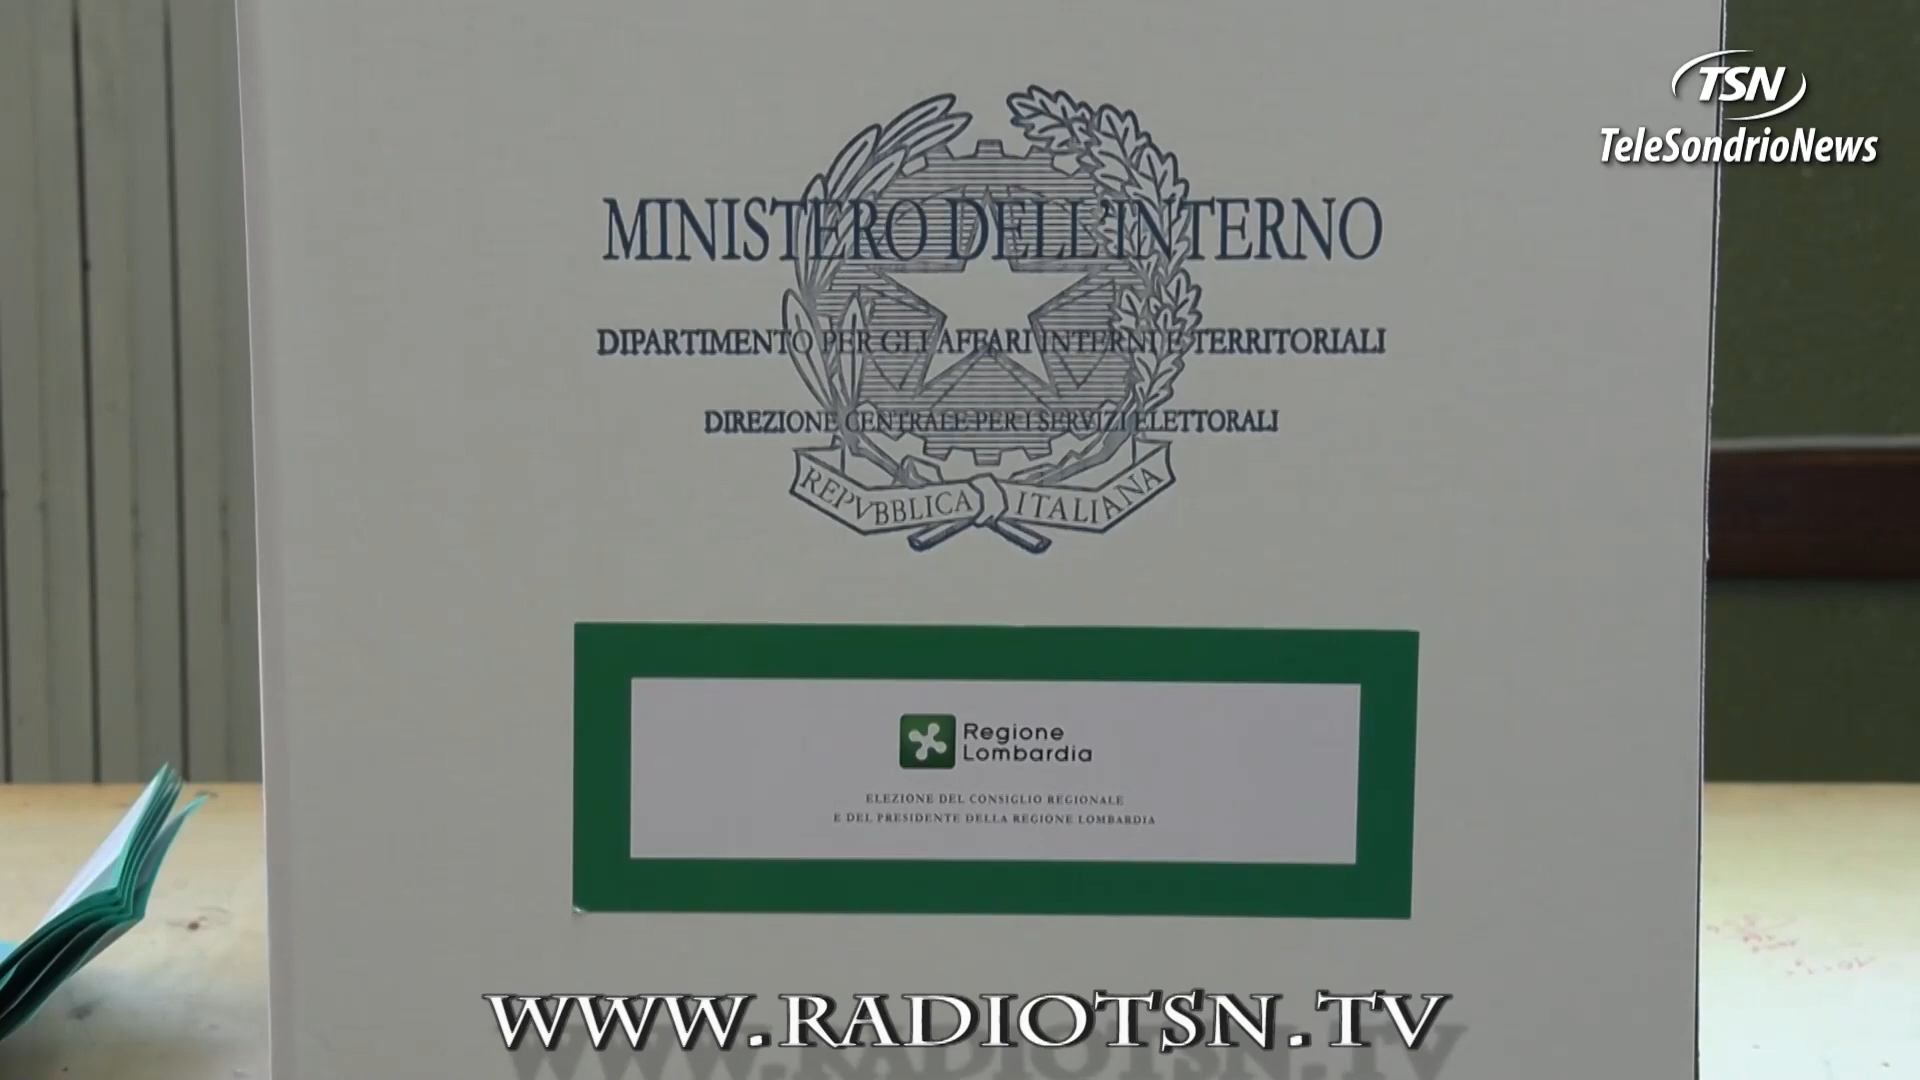 TSN
TeleSondrioNews
MINISTERO DELL'INTERNO
DIPARTIMENTO PER GLI AFFARI INTERNI E TERRITORIALI
DIREZIONE CENTRALE PER I SERVIZI ELETTORALI
REPVBBLICA ITALIANA
Regione
Lombardia
ELEZIONE DEL CONSIGLIO REGIONALE
E DEL PRESIDENTE DELLA REGIONE LOMBARDIA
WWW.RADIOTSN.TV